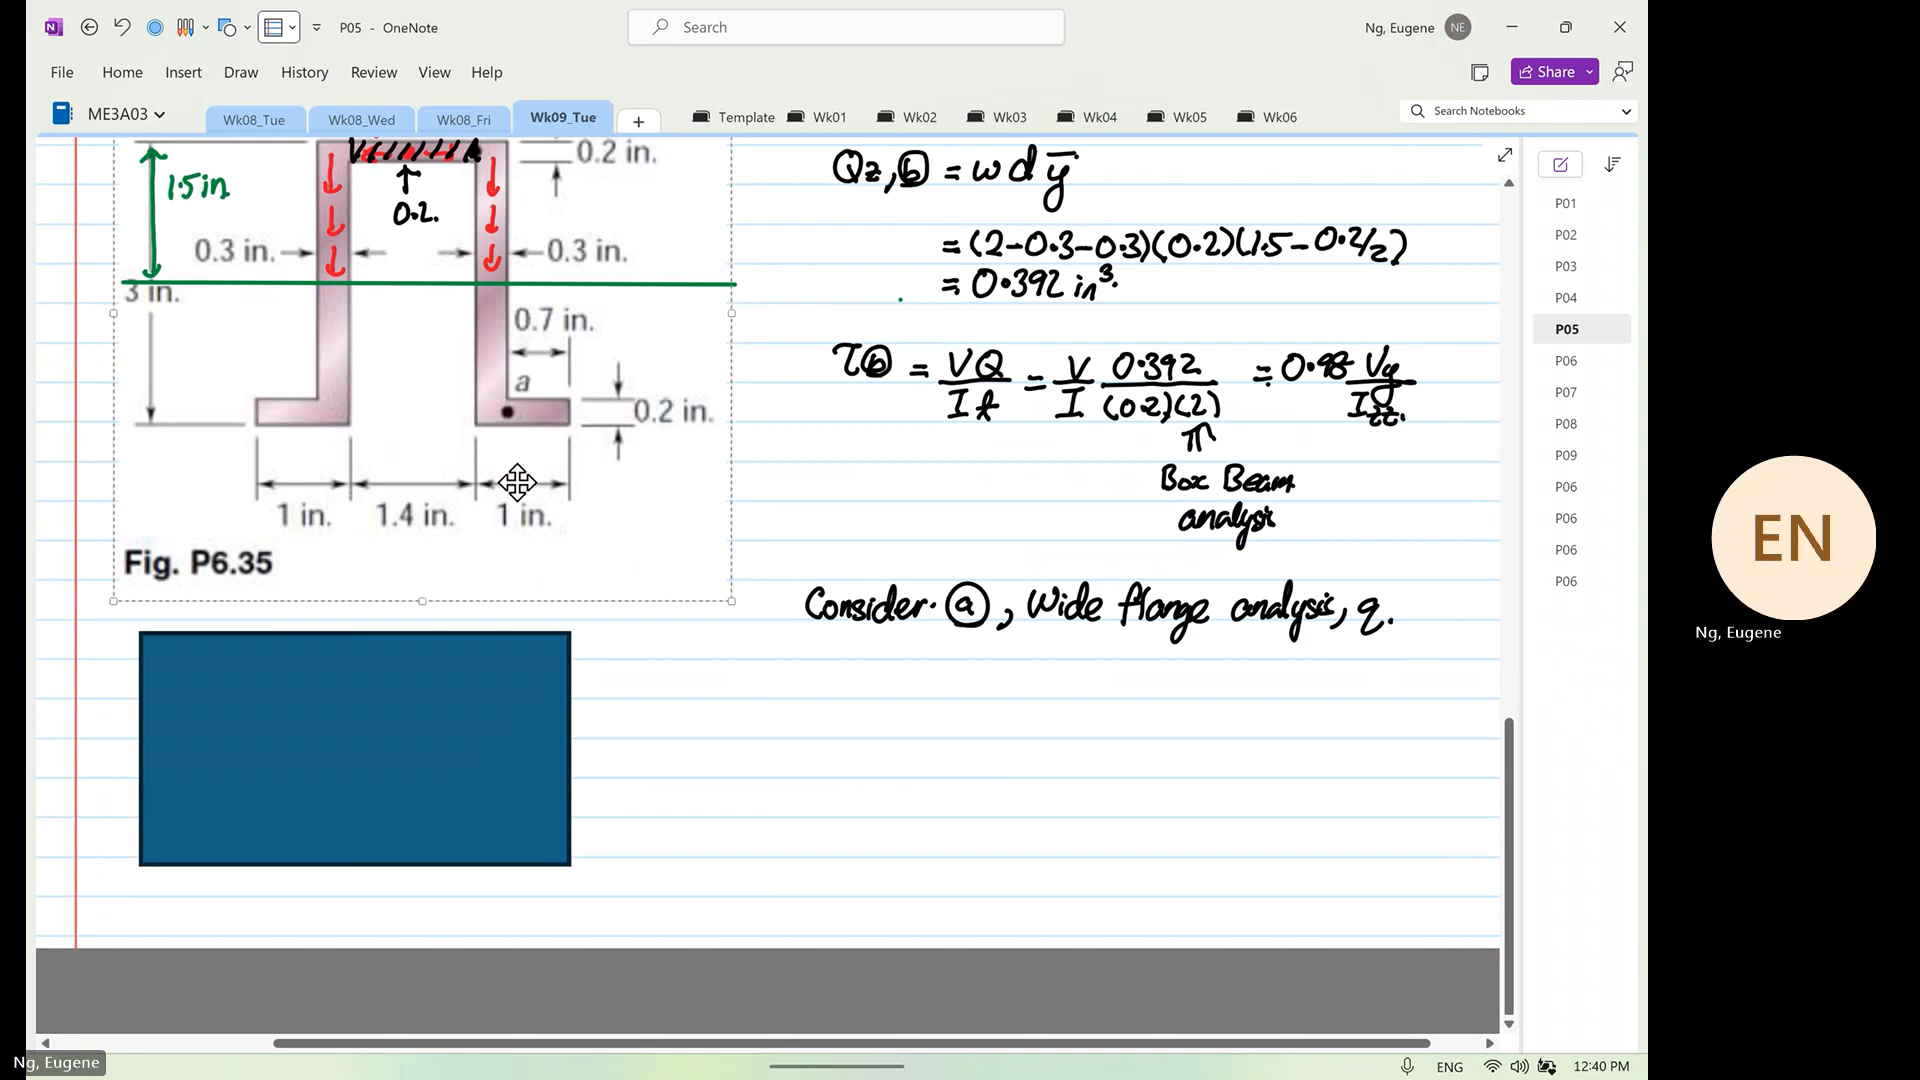 P05 - OneNote
Search
Ng, Eugene
NE
File Home Insert Draw History Review View Help
Share
ME3A03
Wk08_Tue Wk08_Wed Wk08_Fri Wk09_Tue
Template Wk01 Wk02 Wk03 Wk04 Wk05 Wk06
Search Notebooks
0.2 in.
1.5in
0.2.
0.3 in.
0.3 in.
3 in.
0.7 in.
a
0.2 in.
1 in. 1.4 in. 1 in.
Fig. P6.35
Qz,ⓑ = w d ȳ
= (2-0.3-0.3)(0.2)(1.5-0.2/2)
= 0.392 in³.
τⓑ = VQ/It = V/I 0.392/(0.2)(2) = 0.98 Vy/Izz.
Box Beam
analysis
Consider ⓐ, Wide flange analysis, q.
P01
P02
P03
P04
P05
P06
P07
P08
P09
P06
P06
P06
P06
EN
Ng, Eugene
Ng, Eugene
ENG
12:40 PM